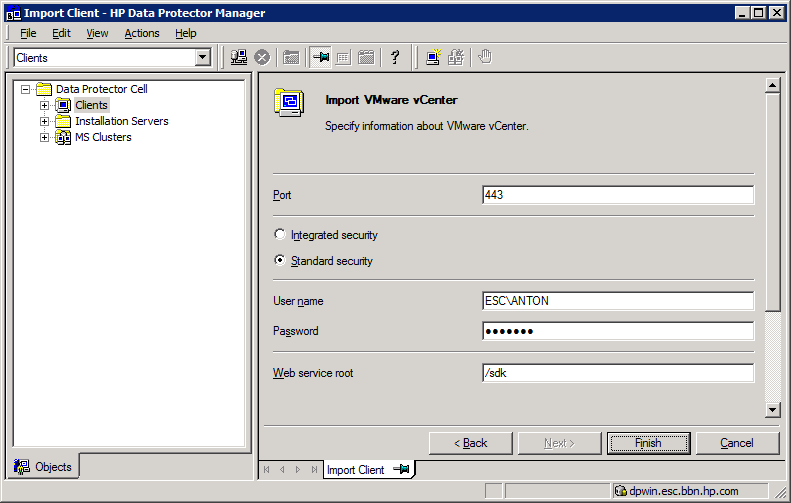 Import Client - HP Data Protector Manager
File Edit View Actions Help
Clients
Data Protector Cell
Clients
Installation Servers
MS Clusters
Objects
Import VMware vCenter
Specify information about VMware vCenter.
Port 443
Integrated security
Standard security
User name ESC\ANTON
Password ●●●●●●●
Web service root /sdk
< Back Next > Finish Cancel
Import Client
dpwin.esc.bbn.hp.com